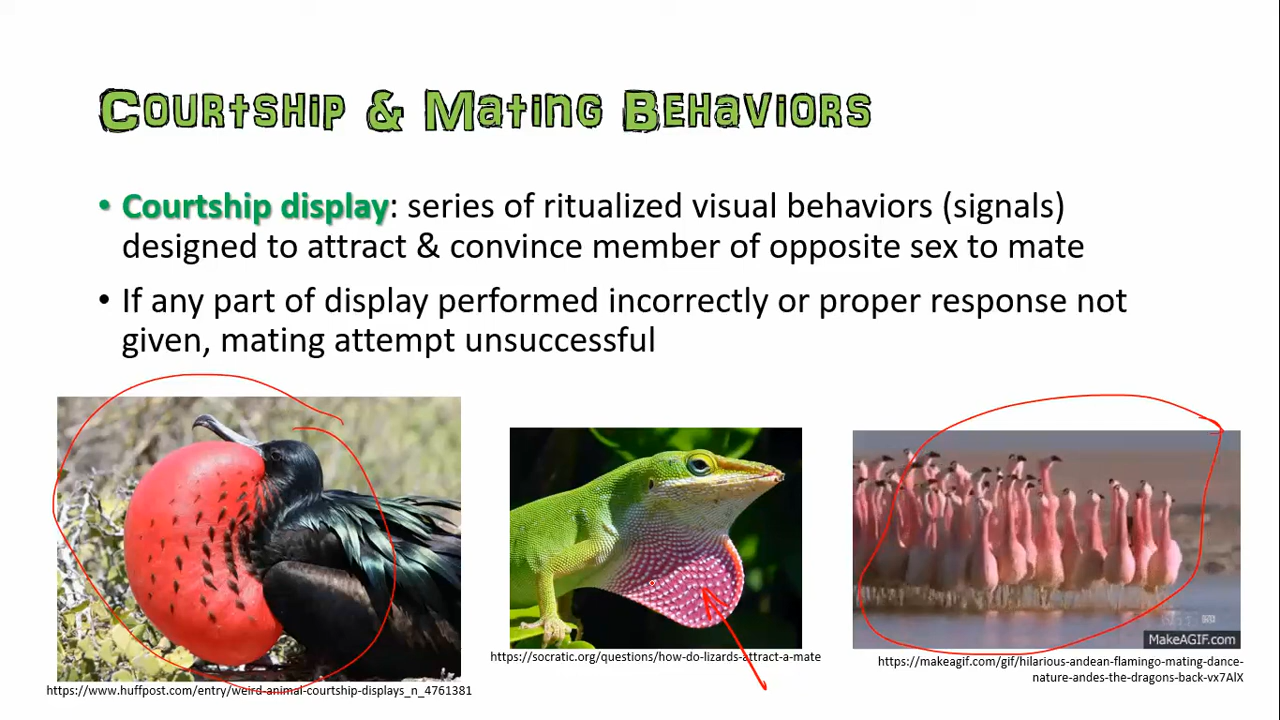 Courtship & Mating Behaviors
• Courtship display: series of ritualized visual behaviors (signals)
designed to attract & convince member of opposite sex to mate
• If any part of display performed incorrectly or proper response not
given, mating attempt unsuccessful
MakeAGIF.com
https://socratic.org/questions/how-do-lizards-attract-a-mate
https://makeagif.com/gif/hilarious-andean-flamingo-mating-dance-
nature-andes-the-dragons-back-vx7AlX
https://www.huffpost.com/entry/weird-animal-courtship-displays_n_4761381